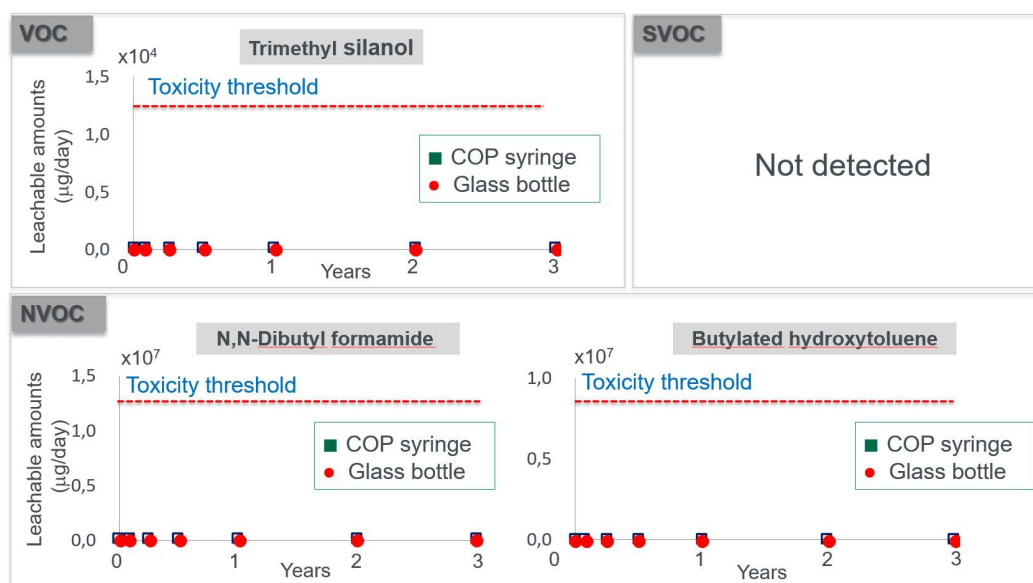 VOC
Trimethyl silanol
x10⁴
Toxicity threshold
1,5
1,0
0,5
0,0
Leachable amounts
(µg/day)
COP syringe
Glass bottle
0
1
2
3
Years
SVOC
Not detected
NVOC
N,N-Dibutyl formamide
x10⁷
Toxicity threshold
1,5
1,0
0,5
0,0
Leachable amounts
(µg/day)
COP syringe
Glass bottle
0
1
2
3
Years
Butylated hydroxytoluene
x10⁷
Toxicity threshold
1,0
0,5
0,0
COP syringe
Glass bottle
0
1
2
3
Years